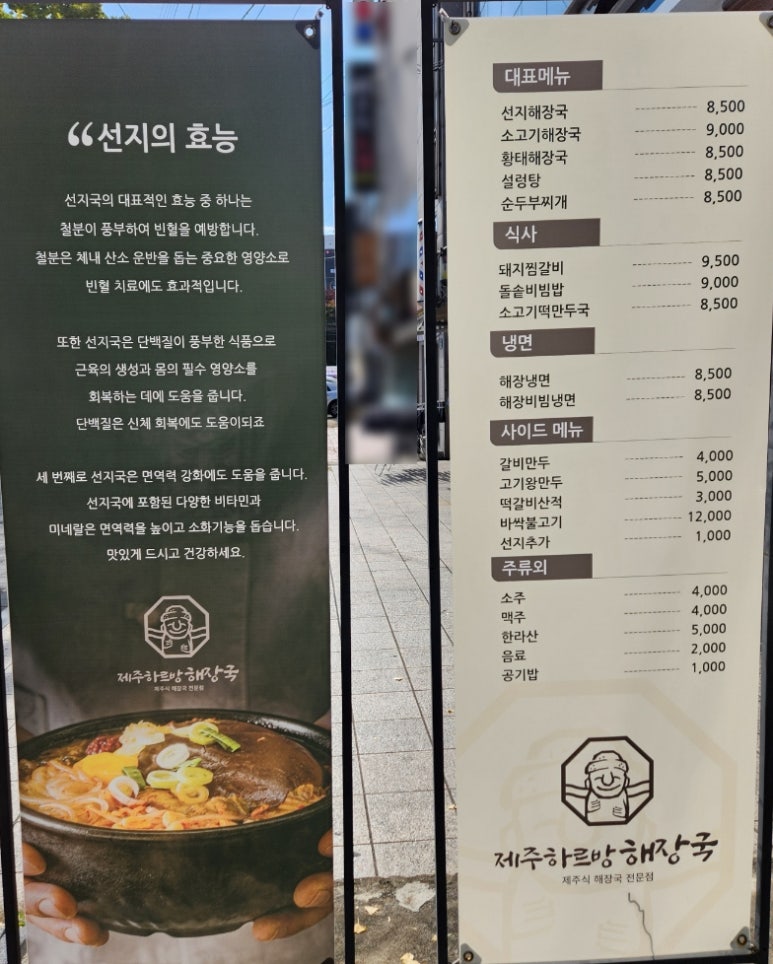 “선지의 효능
선지국의 대표적인 효능 중 하나는
철분이 풍부하여 빈혈을 예방합니다.
철분은 체내 산소 운반을 돕는 중요한 영양소로
빈혈 치료에도 효과적입니다.
또한 선지국은 단백질이 풍부한 식품으로
근육의 생성과 몸의 필수 영양소를
회복하는 데에 도움을 줍니다.
단백질은 신체 회복에도 도움이되죠
세 번째로 선지국은 면역력 강화에도 도움을 줍니다.
선지국에 포함된 다양한 비타민과
미네랄은 면역력을 높이고 소화기능을 돕습니다.
맛있게 드시고 건강하세요.
제주하르방 해장국
제주식 해장국 전문점
대표메뉴
선지해장국 8,500
소고기해장국 9,000
황태해장국 8,500
설렁탕 8,500
순두부찌개 8,500
식사
돼지찜갈비 9,500
돌솥비빔밥 9,000
소고기떡만두국 8,500
냉면
해장냉면 8,500
해장비빔냉면 8,500
사이드 메뉴
갈비만두 4,000
고기왕만두 5,000
떡갈비산적 3,000
바싹불고기 12,000
선지추가 1,000
주류외
소주 4,000
맥주 4,000
한라산 5,000
음료 2,000
공기밥 1,000
제주하르방 해장국
제주식 해장국 전문점